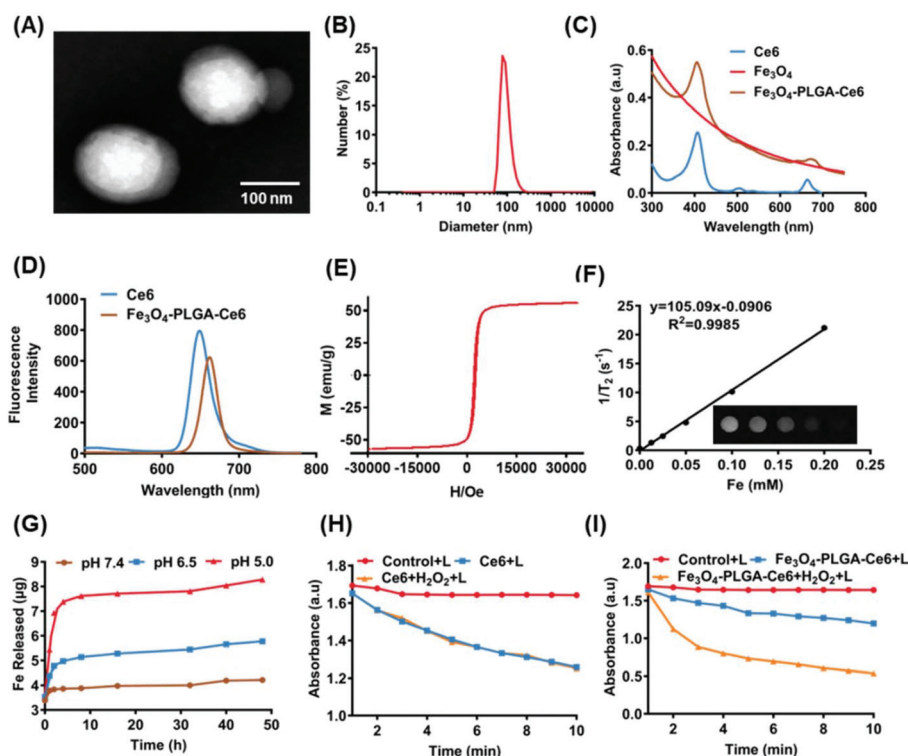 (A)
100 nm
(B)
Number (%)
25
20
15
10
5
0
0.1
1
10
100
1000
10000
Diameter (nm)
(C)
Ce6
Fe₃O₄
Fe₃O₄-PLGA-Ce6
Absorbance (a.u)
0.6
0.4
0.2
0.0
300
400
500
600
700
800
Wavelength (nm)
(D)
Ce6
Fe₃O₄-PLGA-Ce6
Fluorescence
Intensity
1000
800
600
400
200
0
500
600
700
800
Wavelength (nm)
(E)
M (emu/g)
50
0
-0
-50
-30000
-15000
0
15000
30000
H/Oe
(F)
y=105.09x-0.0906
R²=0.9985
1/T₂ (s⁻¹)
25
20
15
10
5
0
0.00
0.05
0.10
0.15
0.20
0.25
Fe (mM)
(G)
pH 7.4
pH 6.5
pH 5.0
Fe Released (μg)
9
8
7
6
5
4
3
0
10
20
30
40
50
Time (h)
(H)
Control+L
Ce6+L
Ce6+H₂O₂+L
Absorbance (a.u)
1.8
1.6
1.4
1.2
1.0
2
4
6
8
10
Time (min)
(I)
Control+L
Fe₃O₄-PLGA-Ce6+L
Fe₃O₄-PLGA-Ce6+H₂O₂+L
Absorbance (a.u)
2.0
1.5
1.0
0.5
0.0
2
4
6
8
10
Time (min)